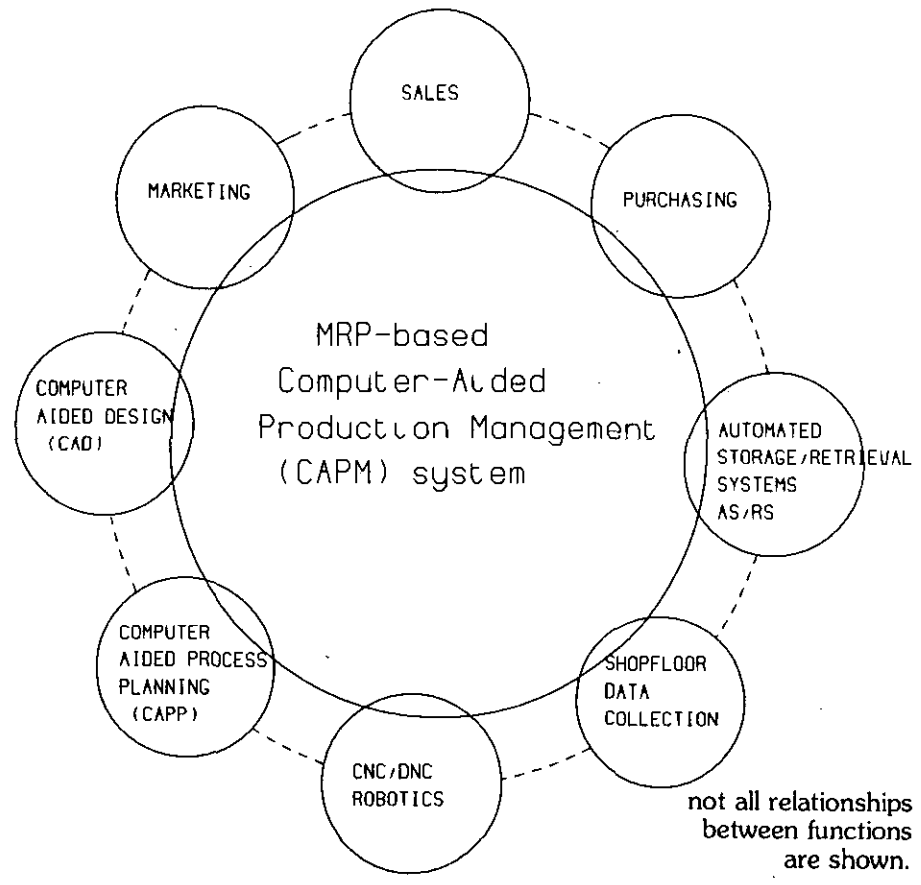 SALES
MARKETING
PURCHASING
MRP-based
Computer-Aided
Production Management
(CAPM) system
COMPUTER
AIDED DESIGN
(CAD)
AUTOMATED
STORAGE/RETRIEVAL
SYSTEMS
AS/RS
COMPUTER
AIDED PROCESS
PLANNING
(CAPP)
SHOPFLOOR
DATA
COLLECTION
CNC/DNC
ROBOTICS
not all relationships
between functions
are shown.